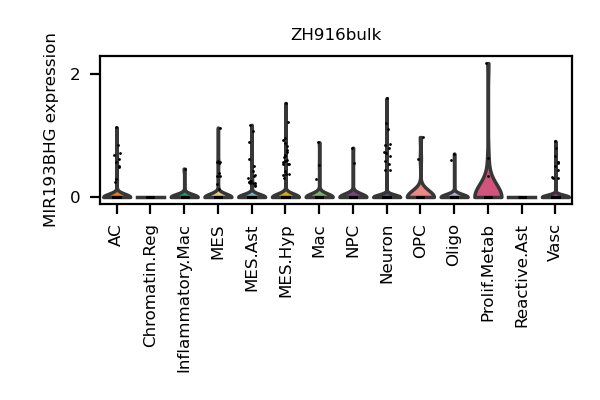 ZH916bulk
MIR193BHG expression
2
0
AC
Chromatin.Reg
Inflammatory.Mac
MES
MES.Ast
MES.Hyp
Mac
NPC
Neuron
OPC
Oligo
Prolif.Metab
Reactive.Ast
Vasc